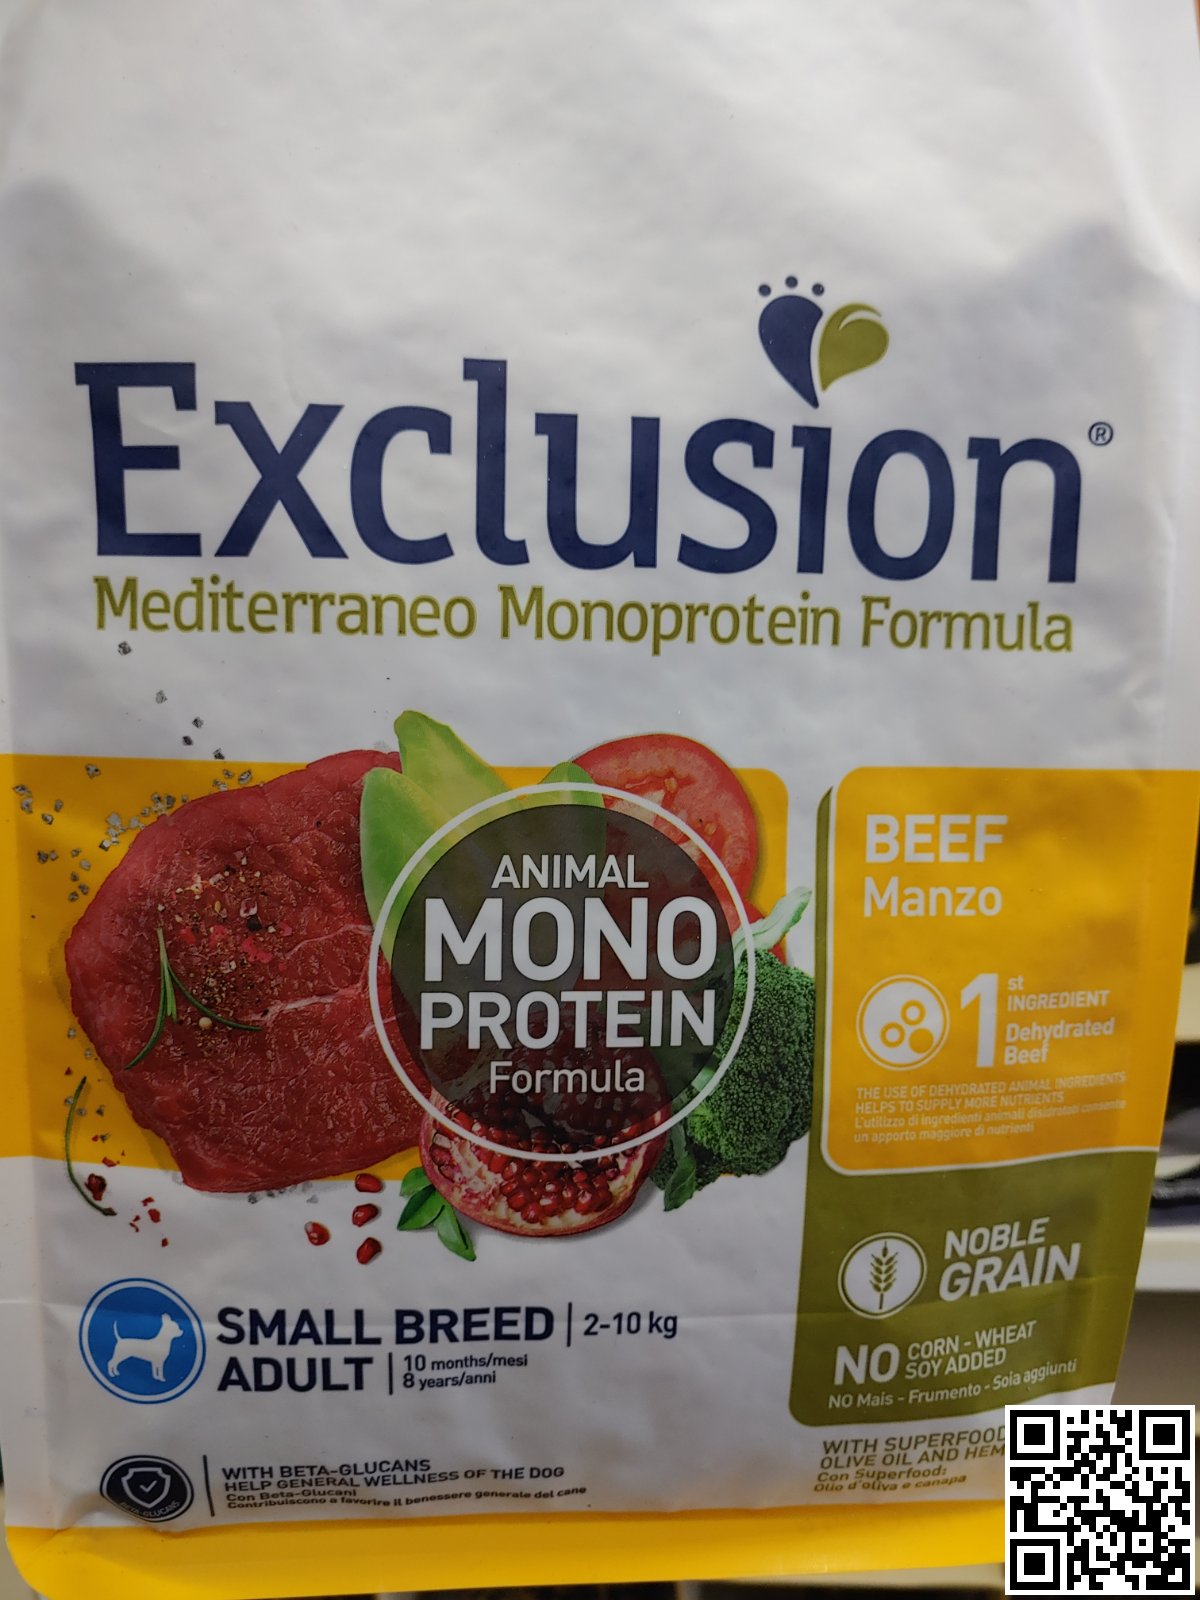 Exclusion®
Mediterraneo Monoprotein Formula
ANIMAL
MONO
PROTEIN
Formula
BEEF
Manzo
1st
INGREDIENT
Dehydrated
Beef
THE USE OF DEHYDRATED ANIMAL INGREDIENTS
HELPS TO SUPPLY MORE NUTRIENTS
L'utilizzo di ingredienti animali disidratati consente
un apporto maggiore di nutrienti
NOBLE
GRAIN
NO CORN - WHEAT
SOY ADDED
NO Mais - Frumento - Soia aggiunti
SMALL BREED | 2-10 kg
ADULT | 10 months/mesi
8 years/anni
WITH SUPERFOOD
OLIVE OIL AND HEM
Con Superfood:
Olio d'oliva e canapa
BETA-GLUCANS
WITH BETA-GLUCANS
HELP GENERAL WELLNESS OF THE DOG
Con Beta-Glucani
Contribuiscono a favorire il benessere generale del cane